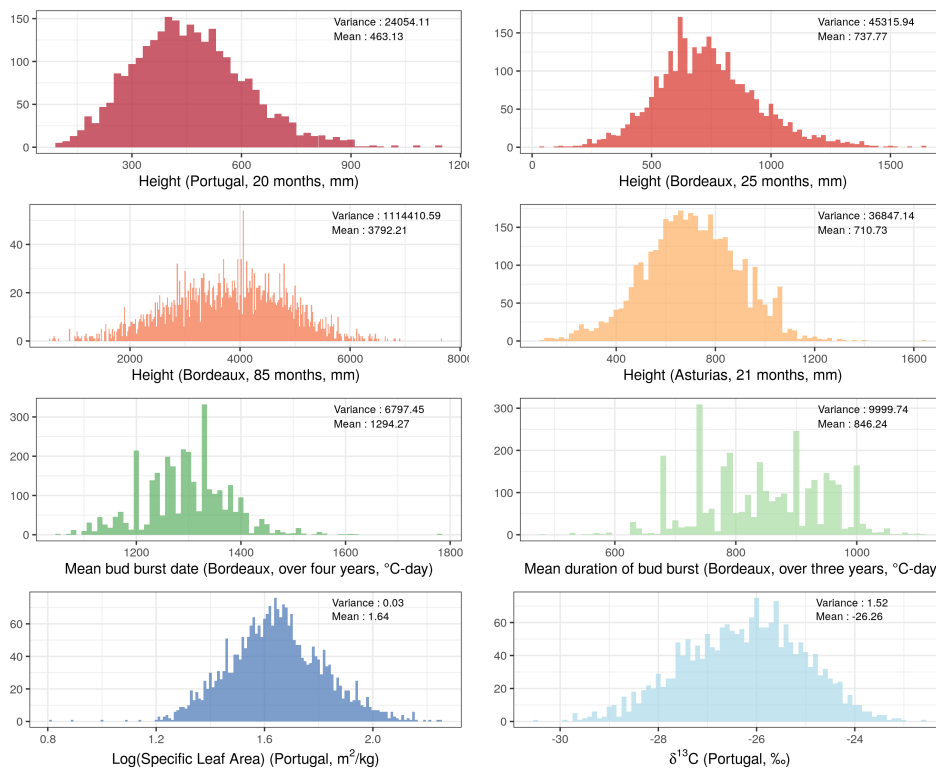 Variance : 24054.11
Mean : 463.13
150
100
50
0
300 600 900 1200
Height (Portugal, 20 months, mm)
Variance : 45315.94
Mean : 737.77
150
100
50
0
0 500 1000 1500
Height (Bordeaux, 25 months, mm)
Variance : 1114410.59
Mean : 3792.21
40
20
0
2000 4000 6000 8000
Height (Bordeaux, 85 months, mm)
Variance : 36847.14
Mean : 710.73
150
100
50
0
400 800 1200 1600
Height (Asturias, 21 months, mm)
Variance : 6797.45
Mean : 1294.27
300
200
100
0
1200 1400 1600 1800
Mean bud burst date (Bordeaux, over four years, °C-day)
Variance : 9999.74
Mean : 846.24
300
200
100
0
600 800 1000
Mean duration of bud burst (Bordeaux, over three years, °C-day
Variance : 0.03
Mean : 1.64
60
40
20
0
0.8 1.2 1.6 2.0
Log(Specific Leaf Area) (Portugal, m²/kg)
Variance : 1.52
Mean : -26.26
60
40
20
0
-30 -28 -26 -24
δ¹³C (Portugal, ‰)